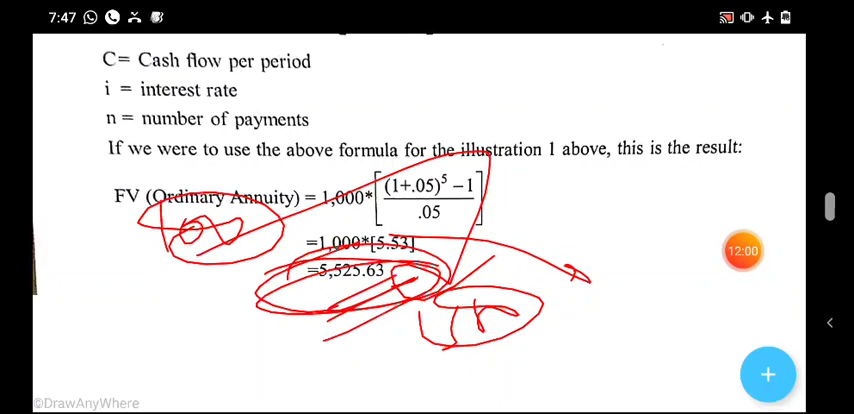 7:47
C= Cash flow per period
i = interest rate
n = number of payments
If we were to use the above formula for the illustration 1 above, this is the result:
FV (Ordinary Annuity) = 1,000*[(1+.05)⁵ −1 / .05]
=1,000*[5.53]
=5,525.63
12:00
©DrawAnyWhere